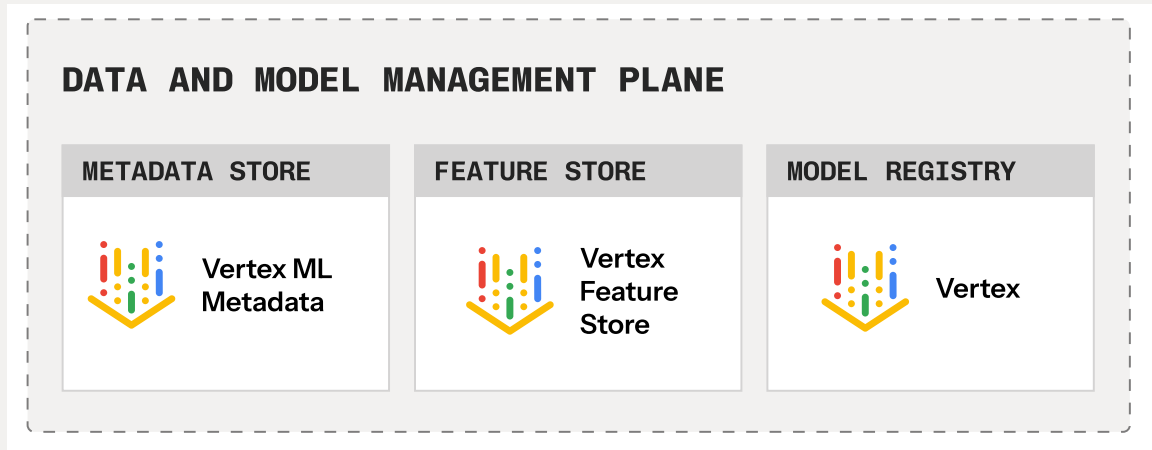 DATA AND MODEL MANAGEMENT PLANE
METADATA STORE
Vertex ML
Metadata
FEATURE STORE
Vertex
Feature
Store
MODEL REGISTRY
Vertex